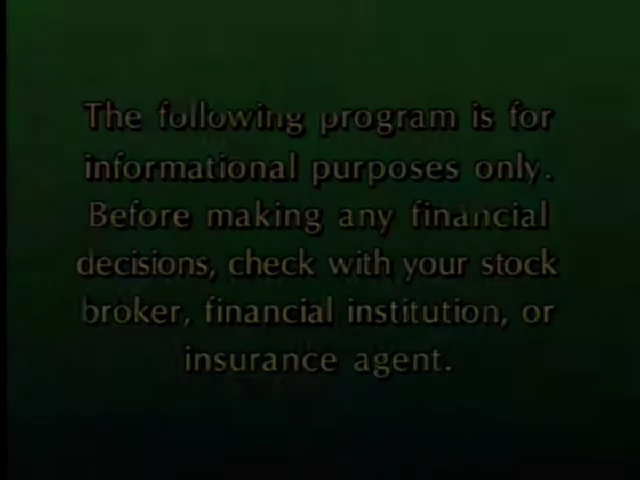 The following program is for
informational purposes only.
Before making any financial
decisions, check with your stock
broker, financial institution, or
insurance agent.